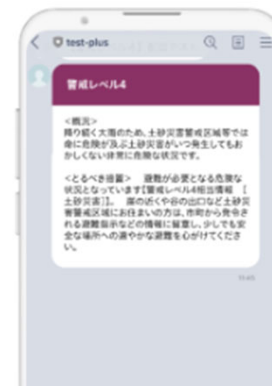 test-plus
警戒レベル4
<概況>
降り続く大雨のため、土砂災害警戒区域等では
命に危険が及ぶ土砂災害がいつ発生してもお
かしくない非常に危険な状況です。
<とるべき措置> 避難が必要となる危険な
状況となっています【警戒レベル4相当情報 [
土砂災害]】。 崖の近くや谷の出口など土砂災
害警戒区域にお住まいの方は、市町から発令さ
れる避難指示などの情報に留意し、少しでも安
全な場所への速やかな避難を心がけてくださ
い。